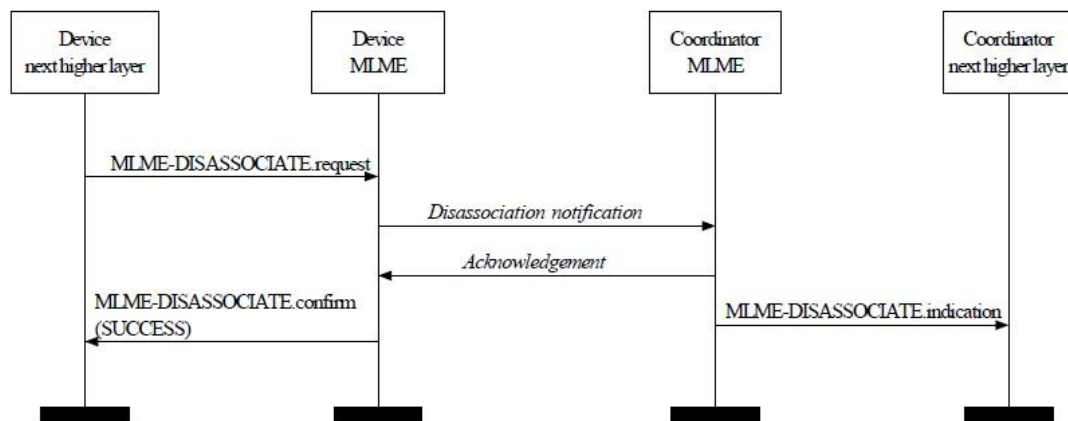 Device
next higher layer
Device
MLME
Coordinator
MLME
Coordinator
next higher layer
MLME-DISASSOCIATE.request
Disassociation notification
Acknowledgement
MLME-DISASSOCIATE.confirm
(SUCCESS)
MLME-DISASSOCIATE.indication